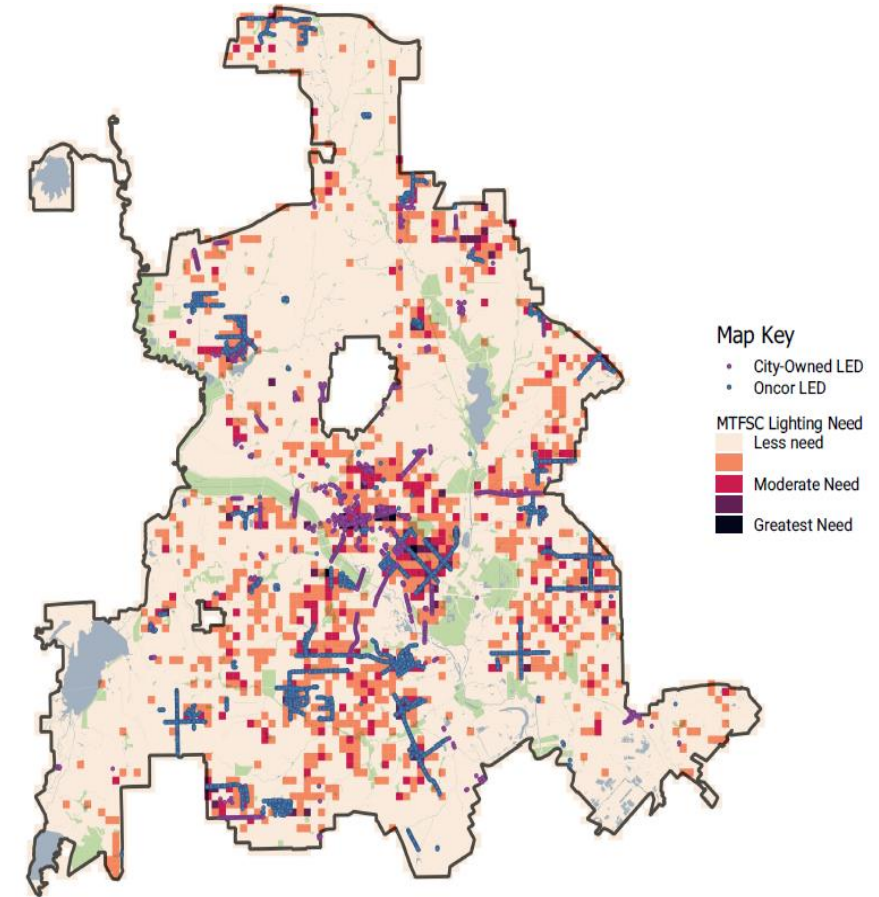 Map Key
City-Owned LED
Oncor LED
MTFSC Lighting Need
Less need
Moderate Need
Greatest Need